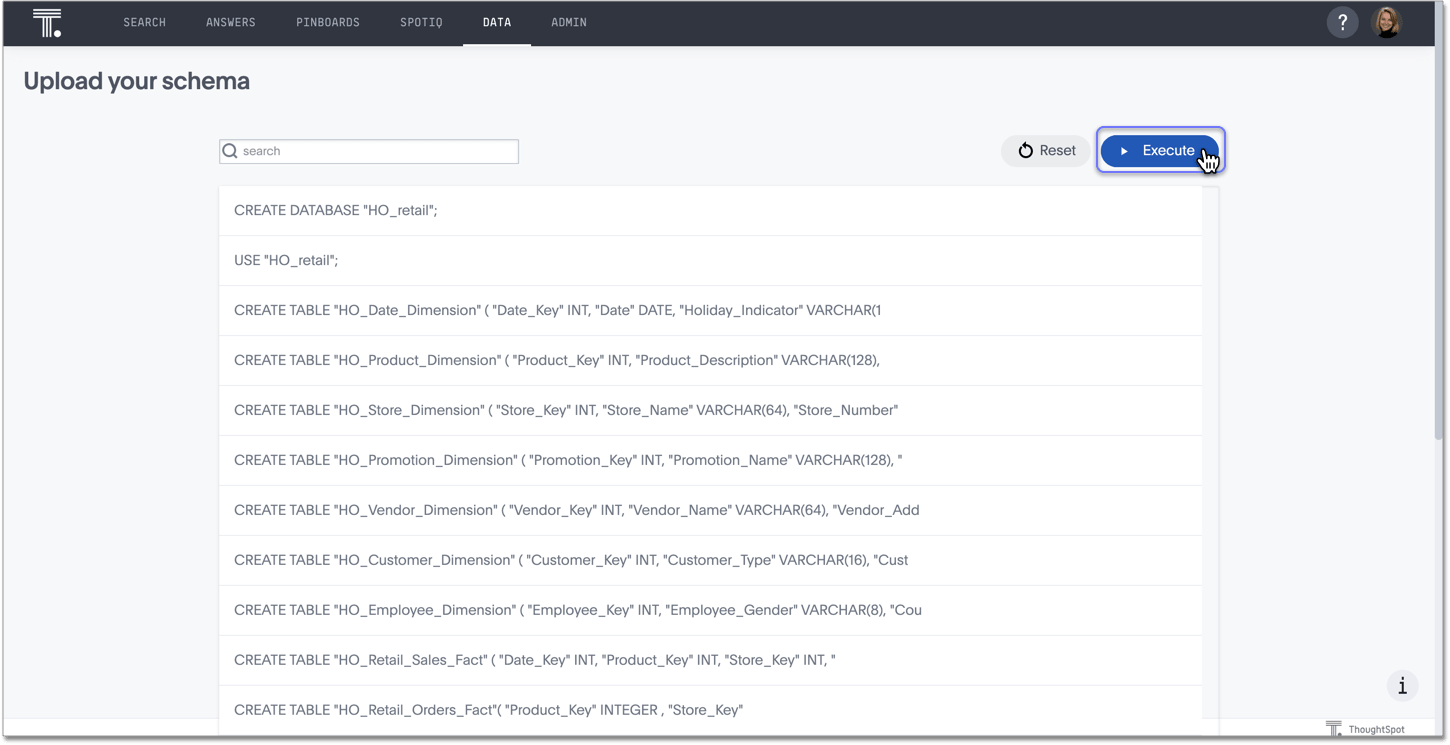 SEARCH ANSWERS PINBOARDS SPOTIQ DATA ADMIN ?
Upload your schema
search Reset Execute
CREATE DATABASE "HO_retail";
USE "HO_retail";
CREATE TABLE "HO_Date_Dimension" ( "Date_Key" INT, "Date" DATE, "Holiday_Indicator" VARCHAR(1
CREATE TABLE "HO_Product_Dimension" ( "Product_Key" INT, "Product_Description" VARCHAR(128),
CREATE TABLE "HO_Store_Dimension" ( "Store_Key" INT, "Store_Name" VARCHAR(64), "Store_Number"
CREATE TABLE "HO_Promotion_Dimension" ( "Promotion_Key" INT, "Promotion_Name" VARCHAR(128), "
CREATE TABLE "HO_Vendor_Dimension" ( "Vendor_Key" INT, "Vendor_Name" VARCHAR(64), "Vendor_Add
CREATE TABLE "HO_Customer_Dimension" ( "Customer_Key" INT, "Customer_Type" VARCHAR(16), "Cust
CREATE TABLE "HO_Employee_Dimension" ( "Employee_Key" INT, "Employee_Gender" VARCHAR(8), "Cou
CREATE TABLE "HO_Retail_Sales_Fact" ( "Date_Key" INT, "Product_Key" INT, "Store_Key" INT, "
CREATE TABLE "HO_Retail_Orders_Fact"( "Product_Key" INTEGER , "Store_Key"
i
ThoughtSpot